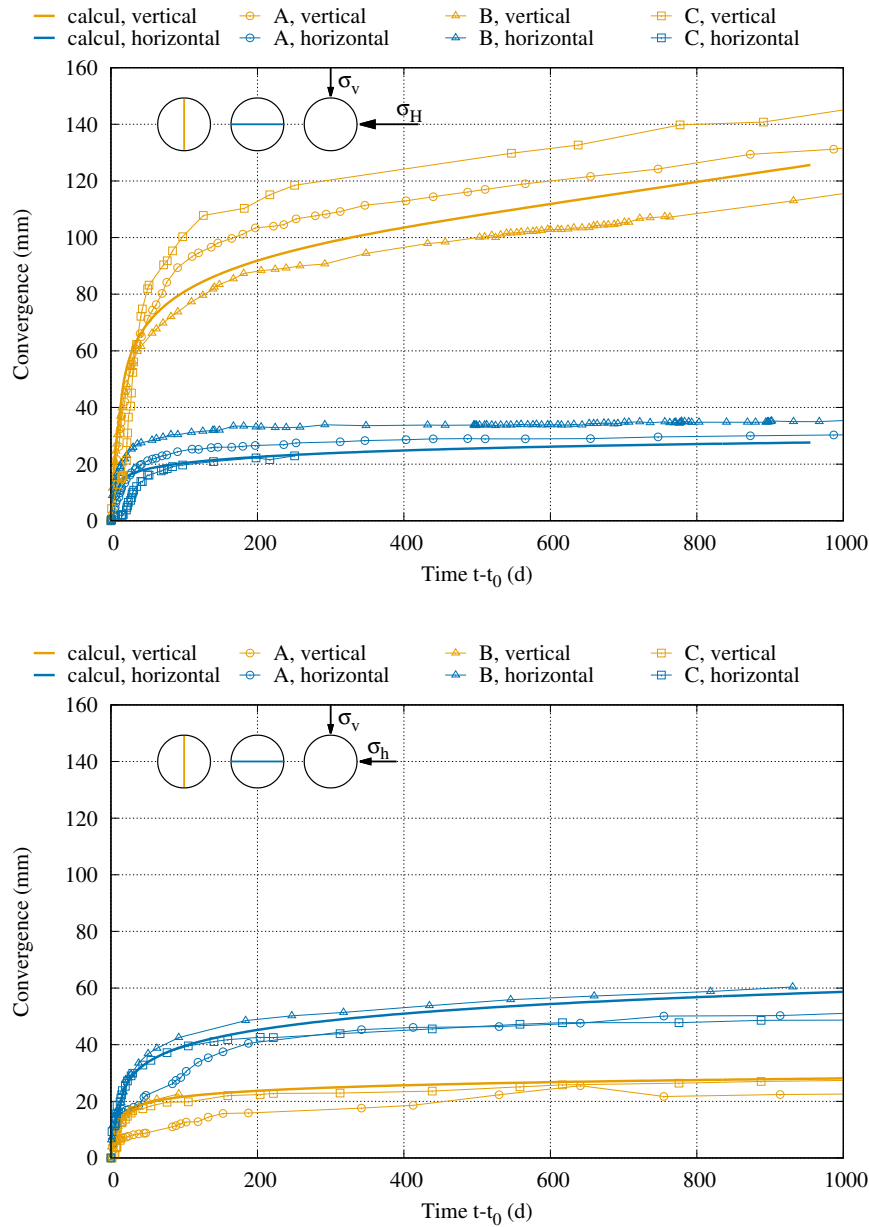 calcul, vertical A, vertical B, vertical C, vertical
calcul, horizontal A, horizontal B, horizontal C, horizontal
160
σv
140
σH
120
100
80
60
40
20
0
Convergence (mm)
0 200 400 600 800 1000
Time t-t0 (d)
calcul, vertical A, vertical B, vertical C, vertical
calcul, horizontal A, horizontal B, horizontal C, horizontal
160
σv
σh
140
120
100
80
60
40
20
0
Convergence (mm)
0 200 400 600 800 1000
Time t-t0 (d)